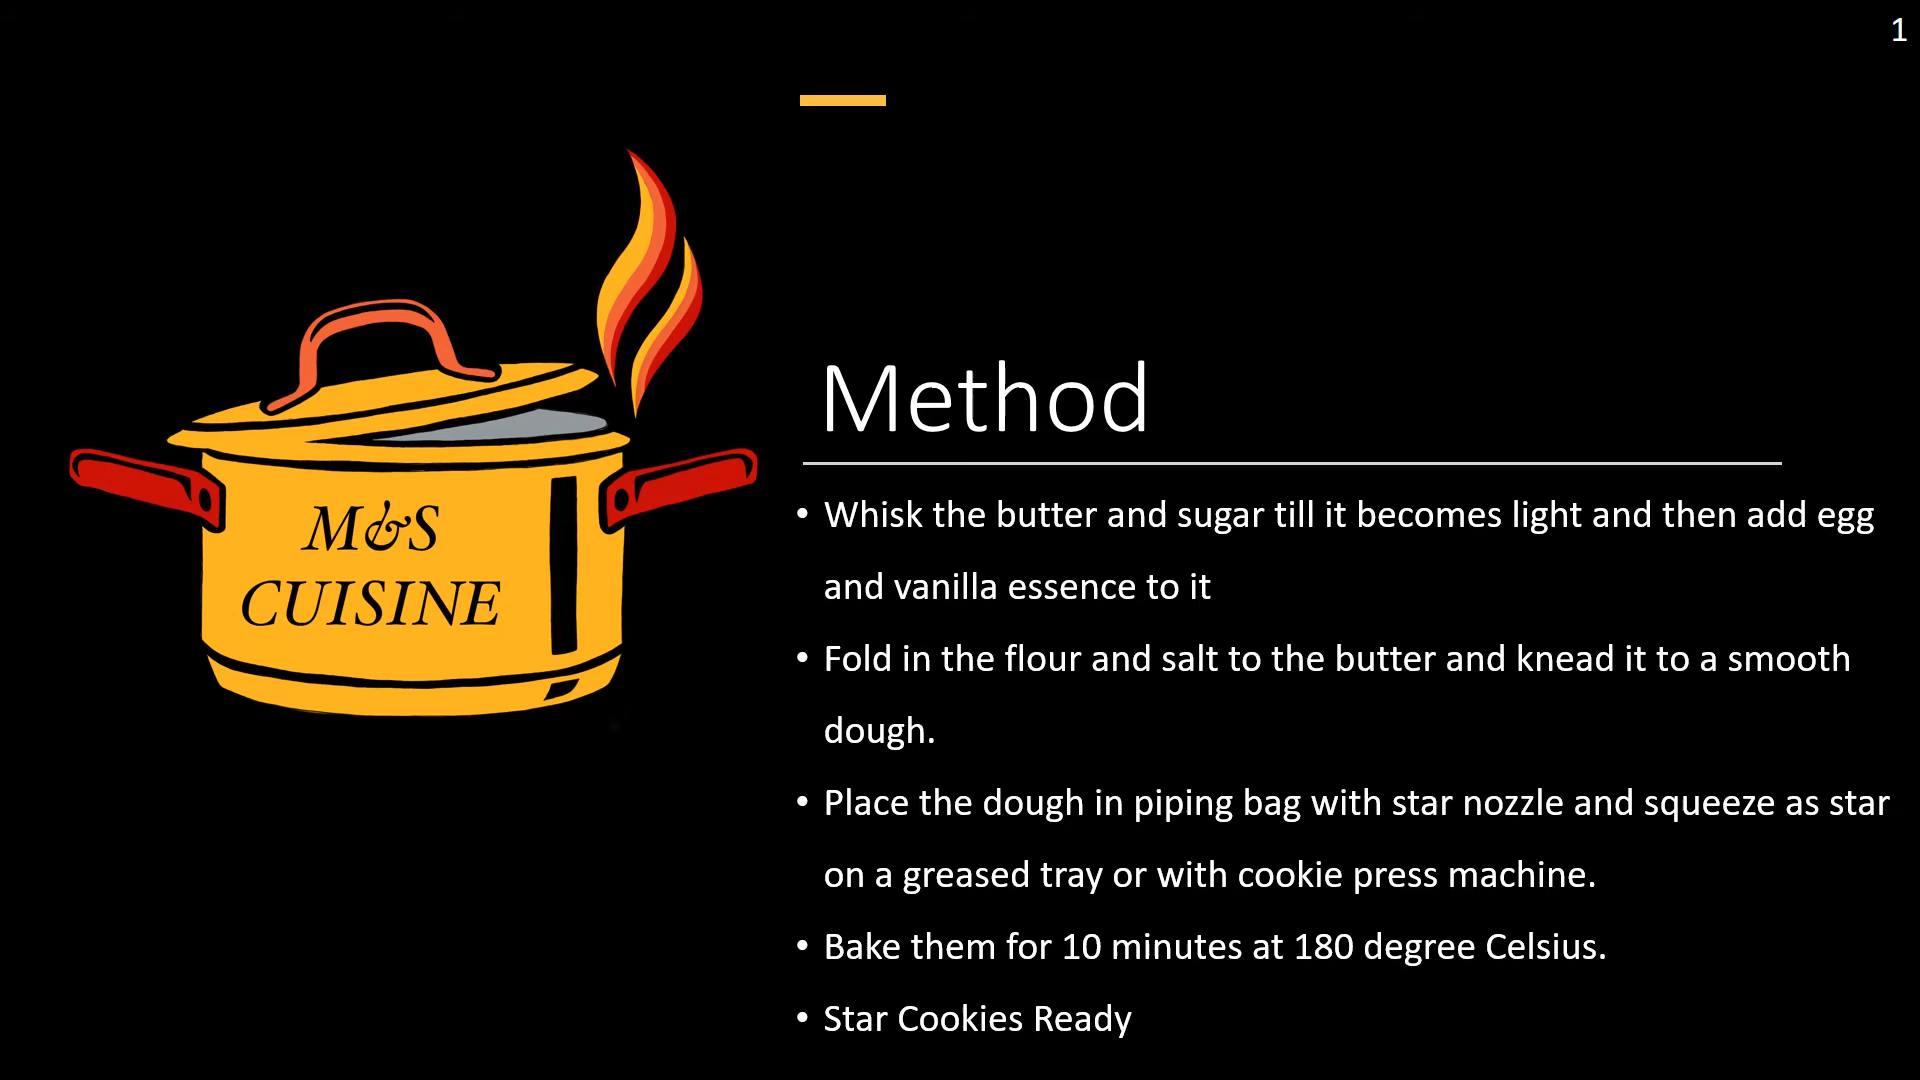 1
M&S
CUISINE
Method
• Whisk the butter and sugar till it becomes light and then add egg
and vanilla essence to it
• Fold in the flour and salt to the butter and knead it to a smooth
dough.
• Place the dough in piping bag with star nozzle and squeeze as star
on a greased tray or with cookie press machine.
• Bake them for 10 minutes at 180 degree Celsius.
• Star Cookies Ready